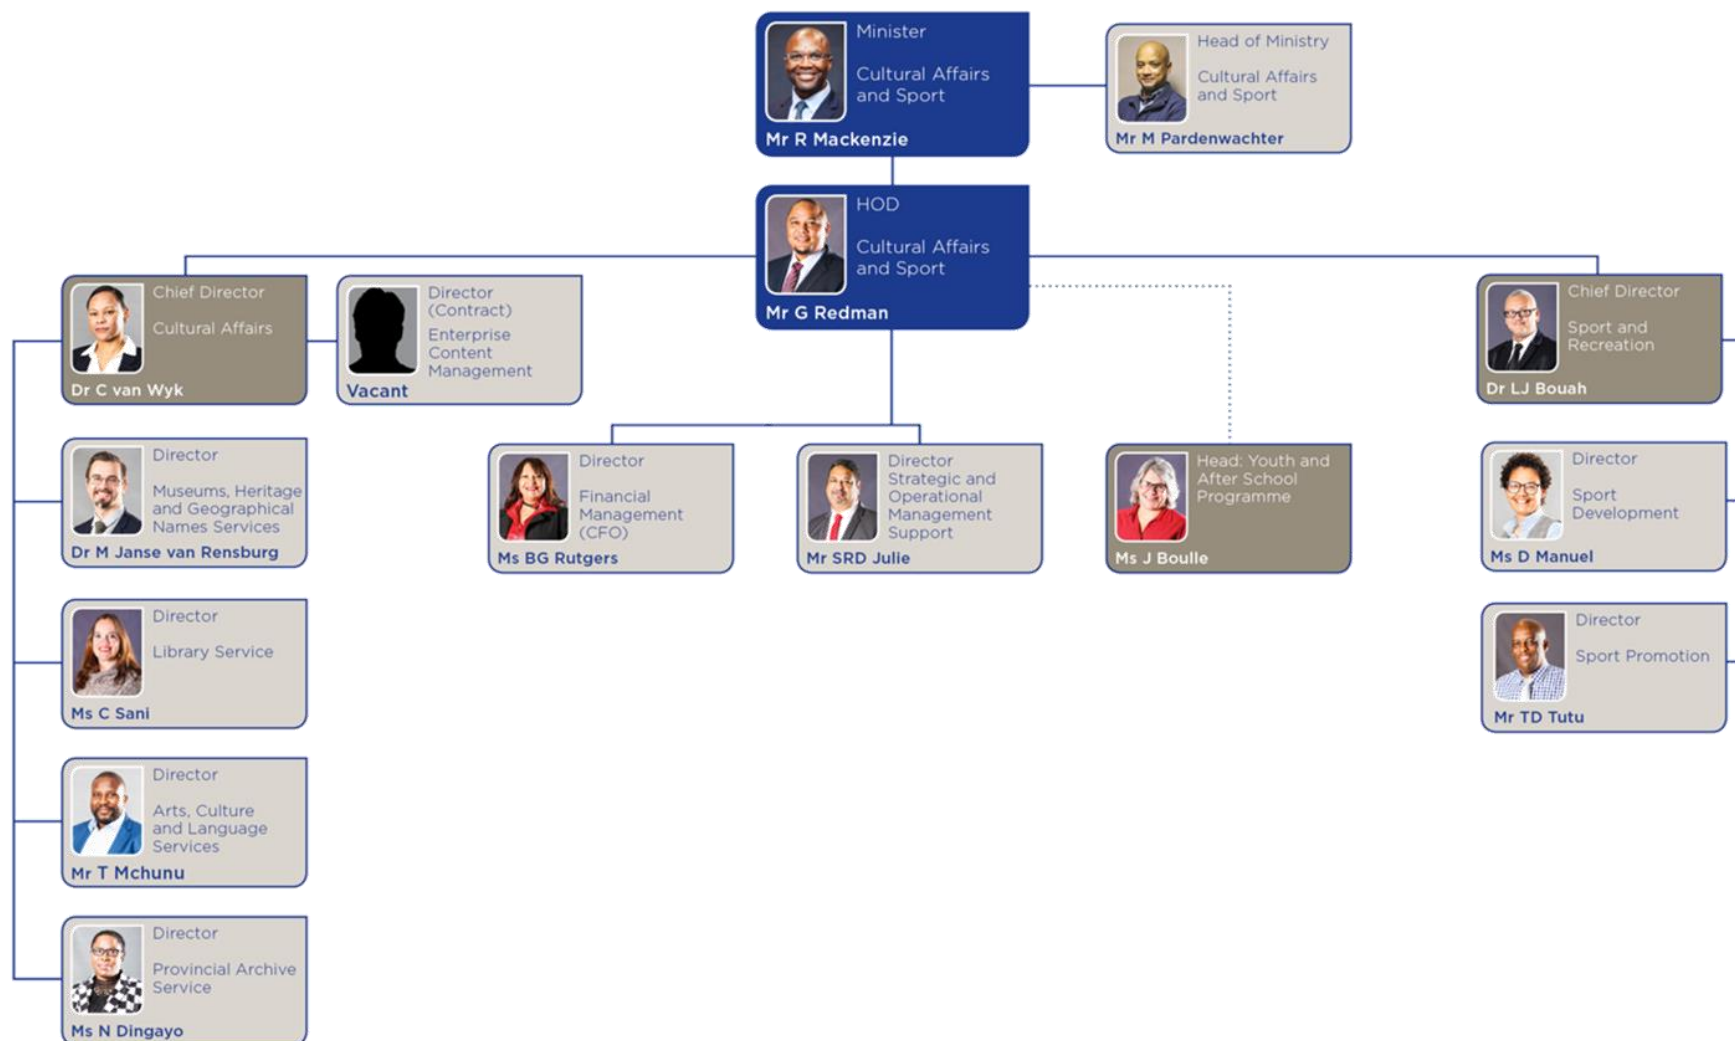 Minister
Cultural Affairs
and Sport
Mr R Mackenzie
Head of Ministry
Cultural Affairs
and Sport
Mr M Pardenwachter
HOD
Cultural Affairs
and Sport
Mr G Redman
Chief Director
Cultural Affairs
Dr C van Wyk
Director
(Contract)
Enterprise
Content
Management
Vacant
Chief Director
Sport and
Recreation
Dr LJ Bouah
Director
Museums, Heritage
and Geographical
Names Services
Dr M Janse van Rensburg
Director
Financial
Management
(CFO)
Ms BG Rutgers
Director
Strategic and
Operational
Management
Support
Mr SRD Julie
Head: Youth and
After School
Programme
Ms J Boulle
Director
Sport
Development
Ms D Manuel
Director
Library Service
Ms C Sani
Director
Sport Promotion
Mr TD Tutu
Director
Arts, Culture
and Language
Services
Mr T Mchunu
Director
Provincial Archive
Service
Ms N Dingayo